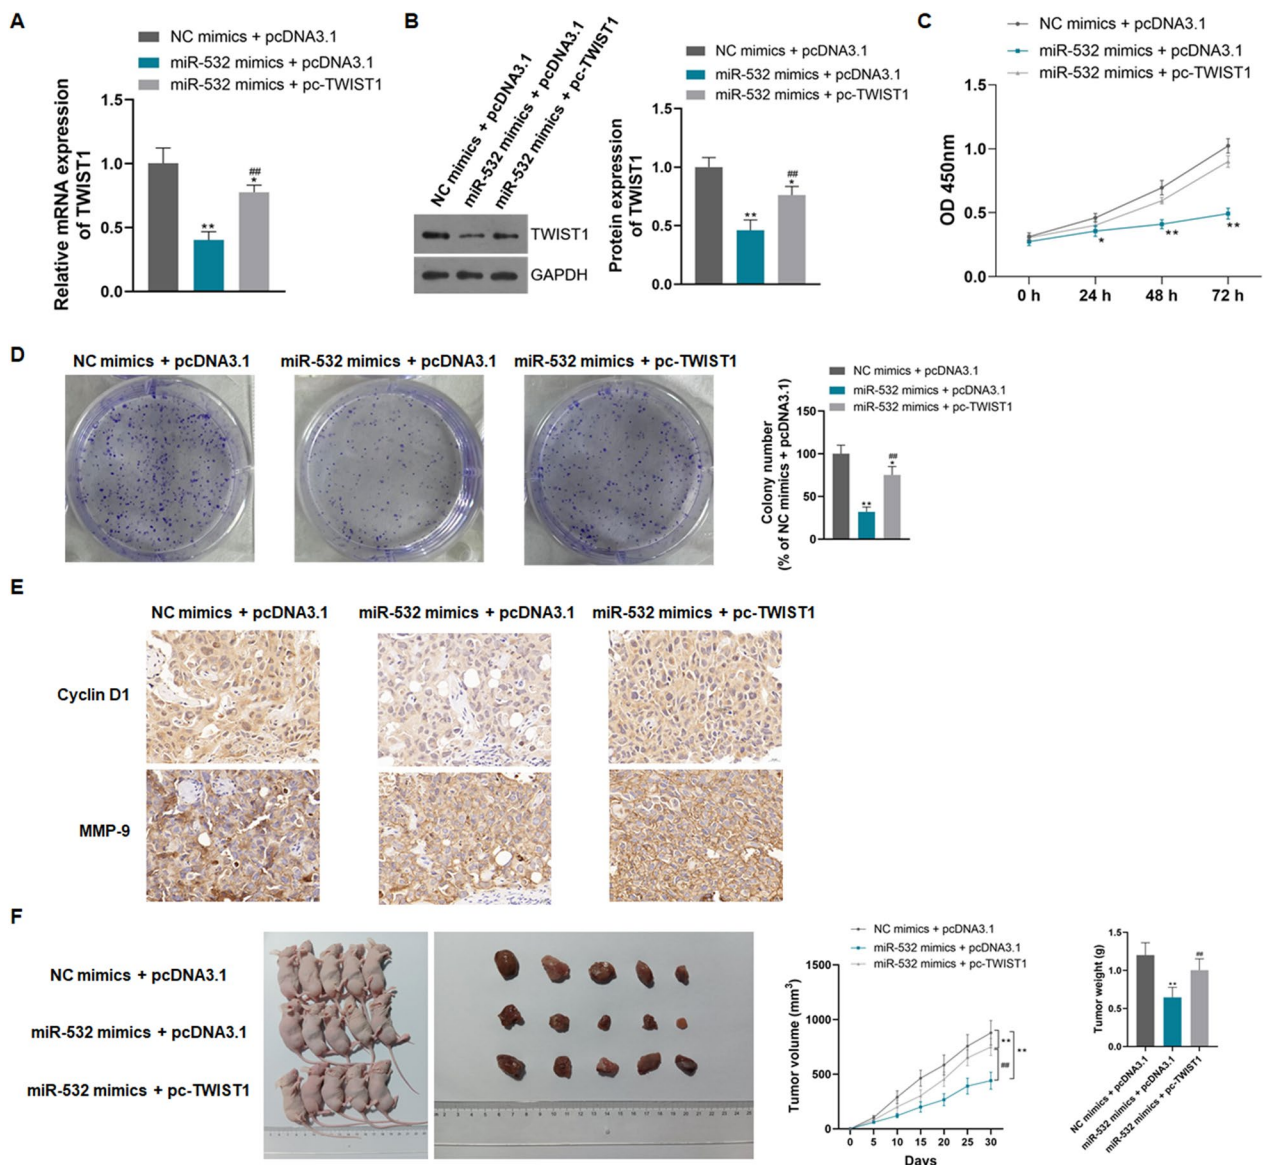 A
NC mimics + pcDNA3.1
miR-532 mimics + pcDNA3.1
miR-532 mimics + pc-TWIST1
Relative mRNA expression
of TWIST1
1.5
1.0
0.5
0.0
**
##
*
B
NC mimics + pcDNA3.1
miR-532 mimics + pcDNA3.1
miR-532 mimics + pc-TWIST1
TWIST1
GAPDH
NC mimics + pcDNA3.1
miR-532 mimics + pcDNA3.1
miR-532 mimics + pc-TWIST1
Protein expression
of TWIST1
1.5
1.0
0.5
0.0
**
##
*
C
NC mimics + pcDNA3.1
miR-532 mimics + pcDNA3.1
miR-532 mimics + pc-TWIST1
OD 450nm
1.5
1.0
0.5
0.0
*
**
**
0 h 24 h 48 h 72 h
D
NC mimics + pcDNA3.1 miR-532 mimics + pcDNA3.1 miR-532 mimics + pc-TWIST1
NC mimics + pcDNA3.1
miR-532 mimics + pcDNA3.1
miR-532 mimics + pc-TWIST1
Colony number
(% of NC mimics + pcDNA3.1)
150
100
50
0
**
##
*
E
NC mimics + pcDNA3.1 miR-532 mimics + pcDNA3.1 miR-532 mimics + pc-TWIST1
Cyclin D1
MMP-9
F
NC mimics + pcDNA3.1
miR-532 mimics + pcDNA3.1
miR-532 mimics + pc-TWIST1
NC mimics + pcDNA3.1
miR-532 mimics + pcDNA3.1
miR-532 mimics + pc-TWIST1
Tumor volume (mm³)
1500
1000
500
0
**
*
##
**
0 5 10 15 20 25 30
Days
Tumor weight (g)
1.5
1.0
0.5
0.0
**
##
NC mimics + pcDNA3.1
miR-532 mimics + pcDNA3.1
miR-532 mimics + pc-TWIST1